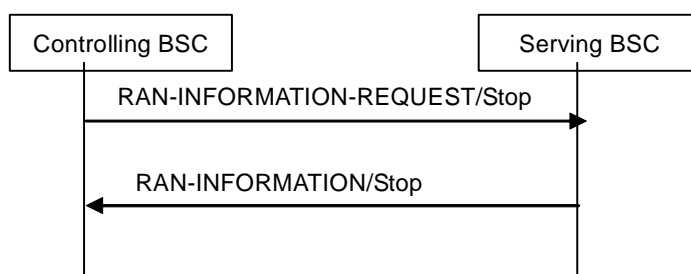 Controlling BSC
Serving BSC
RAN-INFORMATION-REQUEST/Stop
RAN-INFORMATION/Stop